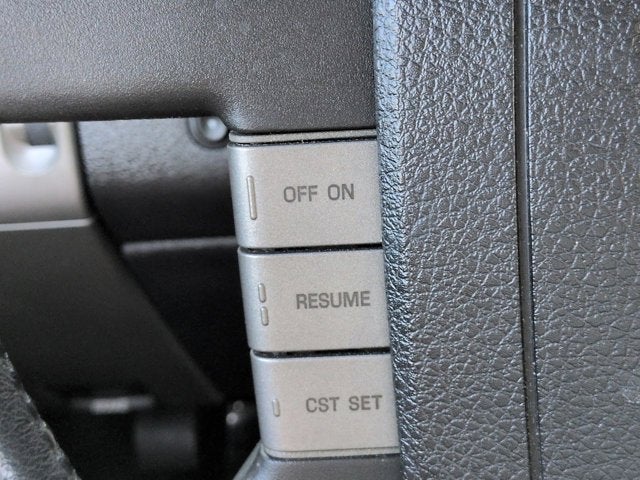 OFF ON
RESUME
CST SET